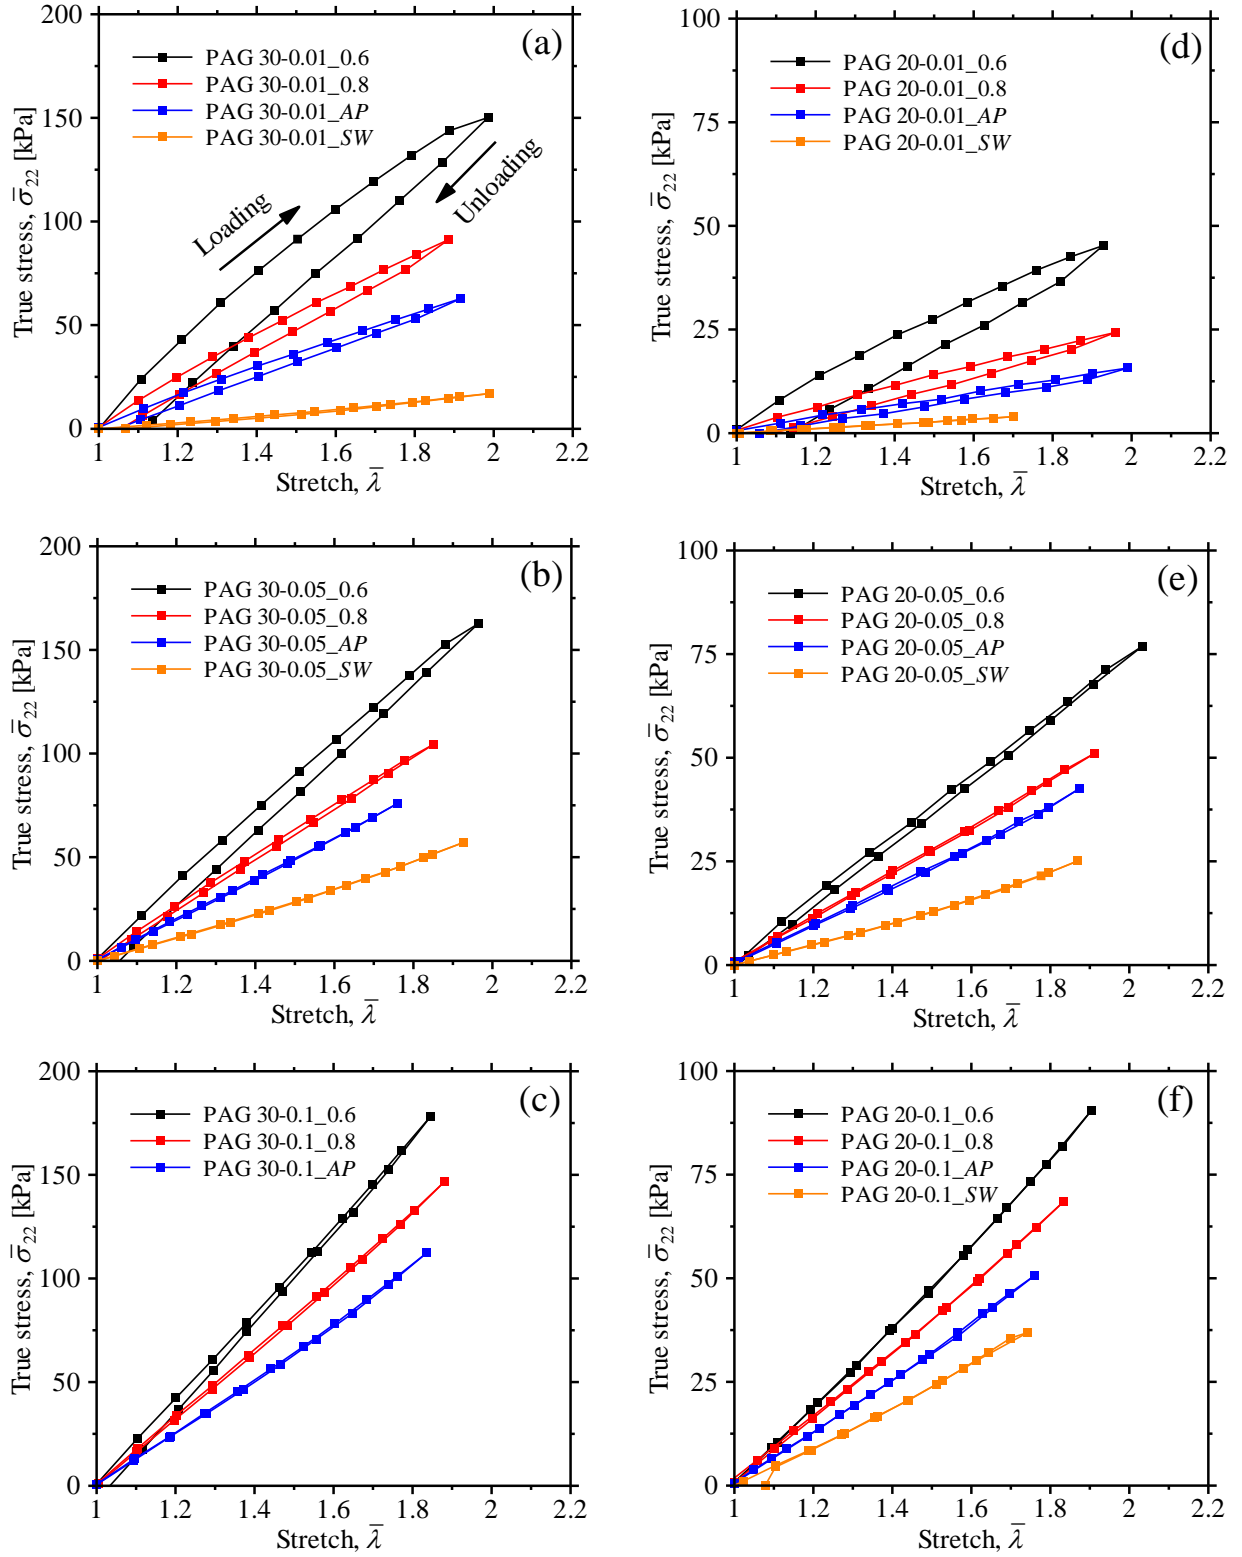 (a)
PAG 30-0.01_0.6
PAG 30-0.01_0.8
PAG 30-0.01_AP
PAG 30-0.01_SW
Loading
Unloading
True stress, σ̅₂₂ [kPa]
200
150
100
50
0
1 1.2 1.4 1.6 1.8 2 2.2
Stretch, λ̅
(d)
PAG 20-0.01_0.6
PAG 20-0.01_0.8
PAG 20-0.01_AP
PAG 20-0.01_SW
True stress, σ̅₂₂ [kPa]
100
75
50
25
0
1 1.2 1.4 1.6 1.8 2 2.2
Stretch, λ̅
(b)
PAG 30-0.05_0.6
PAG 30-0.05_0.8
PAG 30-0.05_AP
PAG 30-0.05_SW
True stress, σ̅₂₂ [kPa]
200
150
100
50
0
1 1.2 1.4 1.6 1.8 2 2.2
Stretch, λ̅
(e)
PAG 20-0.05_0.6
PAG 20-0.05_0.8
PAG 20-0.05_AP
PAG 20-0.05_SW
True stress, σ̅₂₂ [kPa]
100
75
50
25
0
1 1.2 1.4 1.6 1.8 2 2.2
Stretch, λ̅
(c)
PAG 30-0.1_0.6
PAG 30-0.1_0.8
PAG 30-0.1_AP
True stress, σ̅₂₂ [kPa]
200
150
100
50
0
1 1.2 1.4 1.6 1.8 2 2.2
Stretch, λ̅
(f)
PAG 20-0.1_0.6
PAG 20-0.1_0.8
PAG 20-0.1_AP
PAG 20-0.1_SW
True stress, σ̅₂₂ [kPa]
100
75
50
25
0
1 1.2 1.4 1.6 1.8 2 2.2
Stretch, λ̅